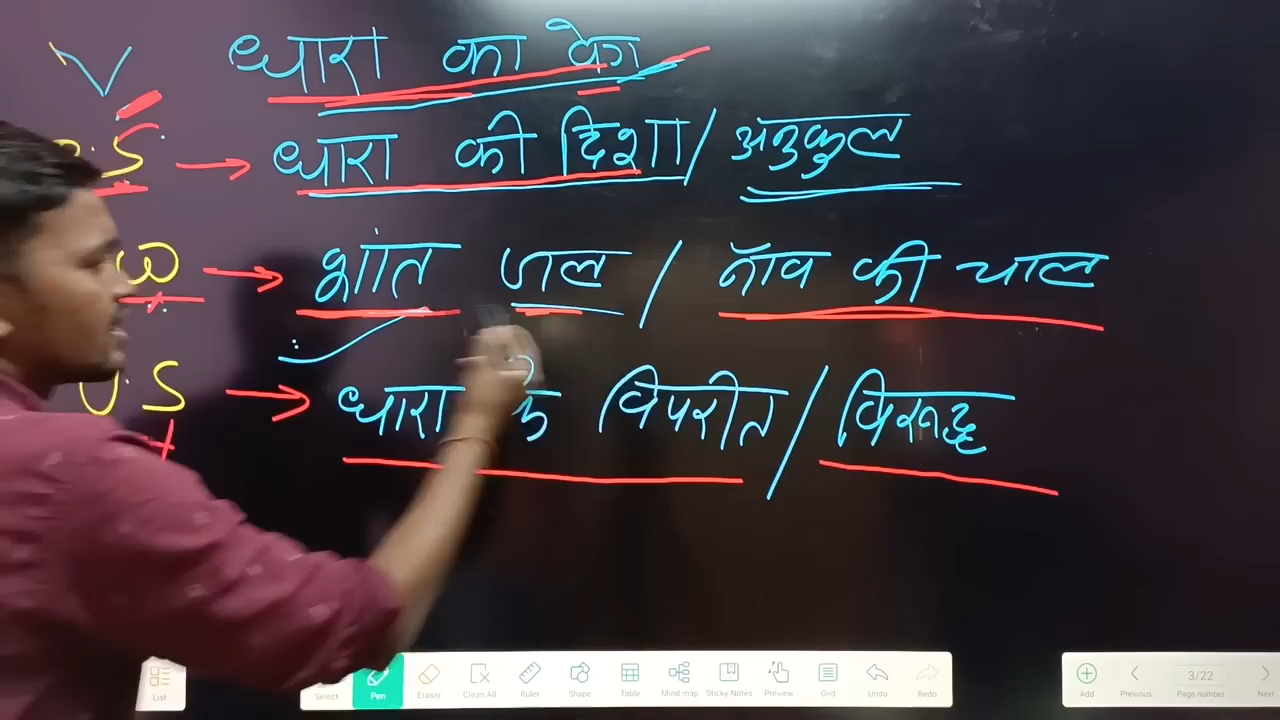 V धारा का वेग
.S → धारा की दिशा / अनुकुल
ω → शांत जल / नॉव की चाल
U.S → धारा के विपरीत / विरूद्ध
List Select Pen Eraser Clean All Ruler Shape Table Mind map Sticky Notes Preview Grid Undo Redo Add Previous 3/22 Page number Next